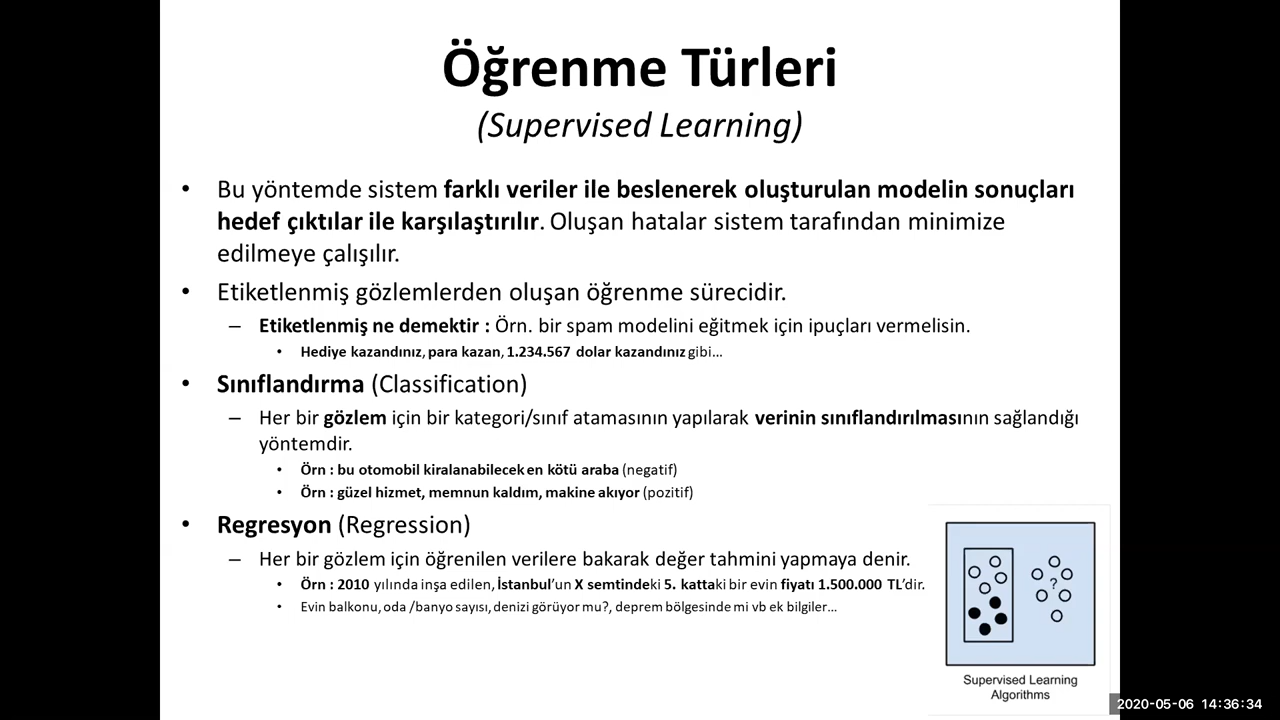 Öğrenme Türleri
(Supervised Learning)
• Bu yöntemde sistem farklı veriler ile beslenerek oluşturulan modelin sonuçları
hedef çıktılar ile karşılaştırılır. Oluşan hatalar sistem tarafından minimize
edilmeye çalışılır.
• Etiketlenmiş gözlemlerden oluşan öğrenme sürecidir.
– Etiketlenmiş ne demektir : Örn. bir spam modelini eğitmek için ipuçları vermelisin.
• Hediye kazandınız, para kazan, 1.234.567 dolar kazandınız gibi...
• Sınıflandırma (Classification)
– Her bir gözlem için bir kategori/sınıf atamasının yapılarak verinin sınıflandırılmasının sağlandığı
yöntemdir.
• Örn : bu otomobil kiralanabilecek en kötü araba (negatif)
• Örn : güzel hizmet, memnun kaldım, makine akıyor (pozitif)
• Regresyon (Regression)
– Her bir gözlem için öğrenilen verilere bakarak değer tahmini yapmaya denir.
• Örn : 2010 yılında inşa edilen, İstanbul'un X semtindeki 5. kattaki bir evin fiyatı 1.500.000 TL'dir.
• Evin balkonu, oda /banyo sayısı, denizi görüyor mu?, deprem bölgesinde mi vb ek bilgiler...
?
Supervised Learning
Algorithms
2020-05-06 14:36:34